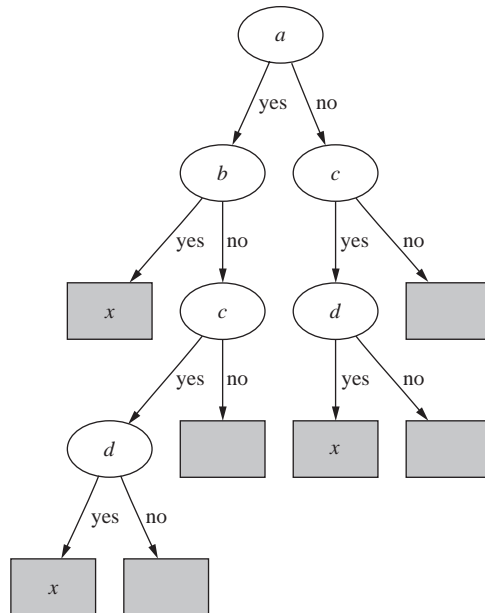 a
yes no
b c
yes no yes no
x c d
yes no yes no
d x
yes no
x